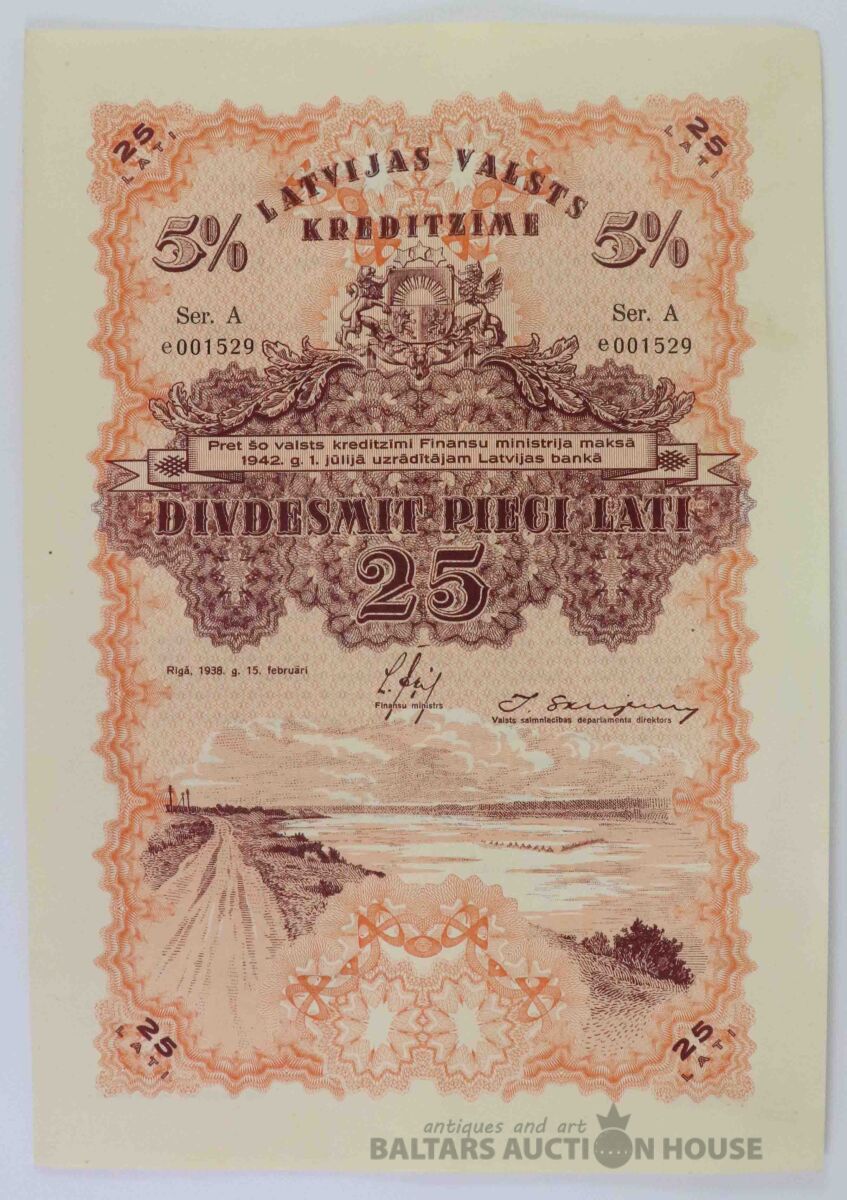 25 LATI
25 LATI
LATVIJAS VALSTS
KREDITZIME
5%
5%
Ser. A
Ser. A
e001529
e001529
Pret šo valsts kreditzīmi Finansu ministrija maksā
1942. g. 1. jūlijā uzrādītājam Latvijas bankā
DIVDESMIT PIECI LATI
25
Rīgā, 1938. g. 15. februāri
Finansu ministrs
Valsts saimniecības departamenta direktors
25 LATI
25 LATI
antiques and art
BALTARS AUCTION HOUSE